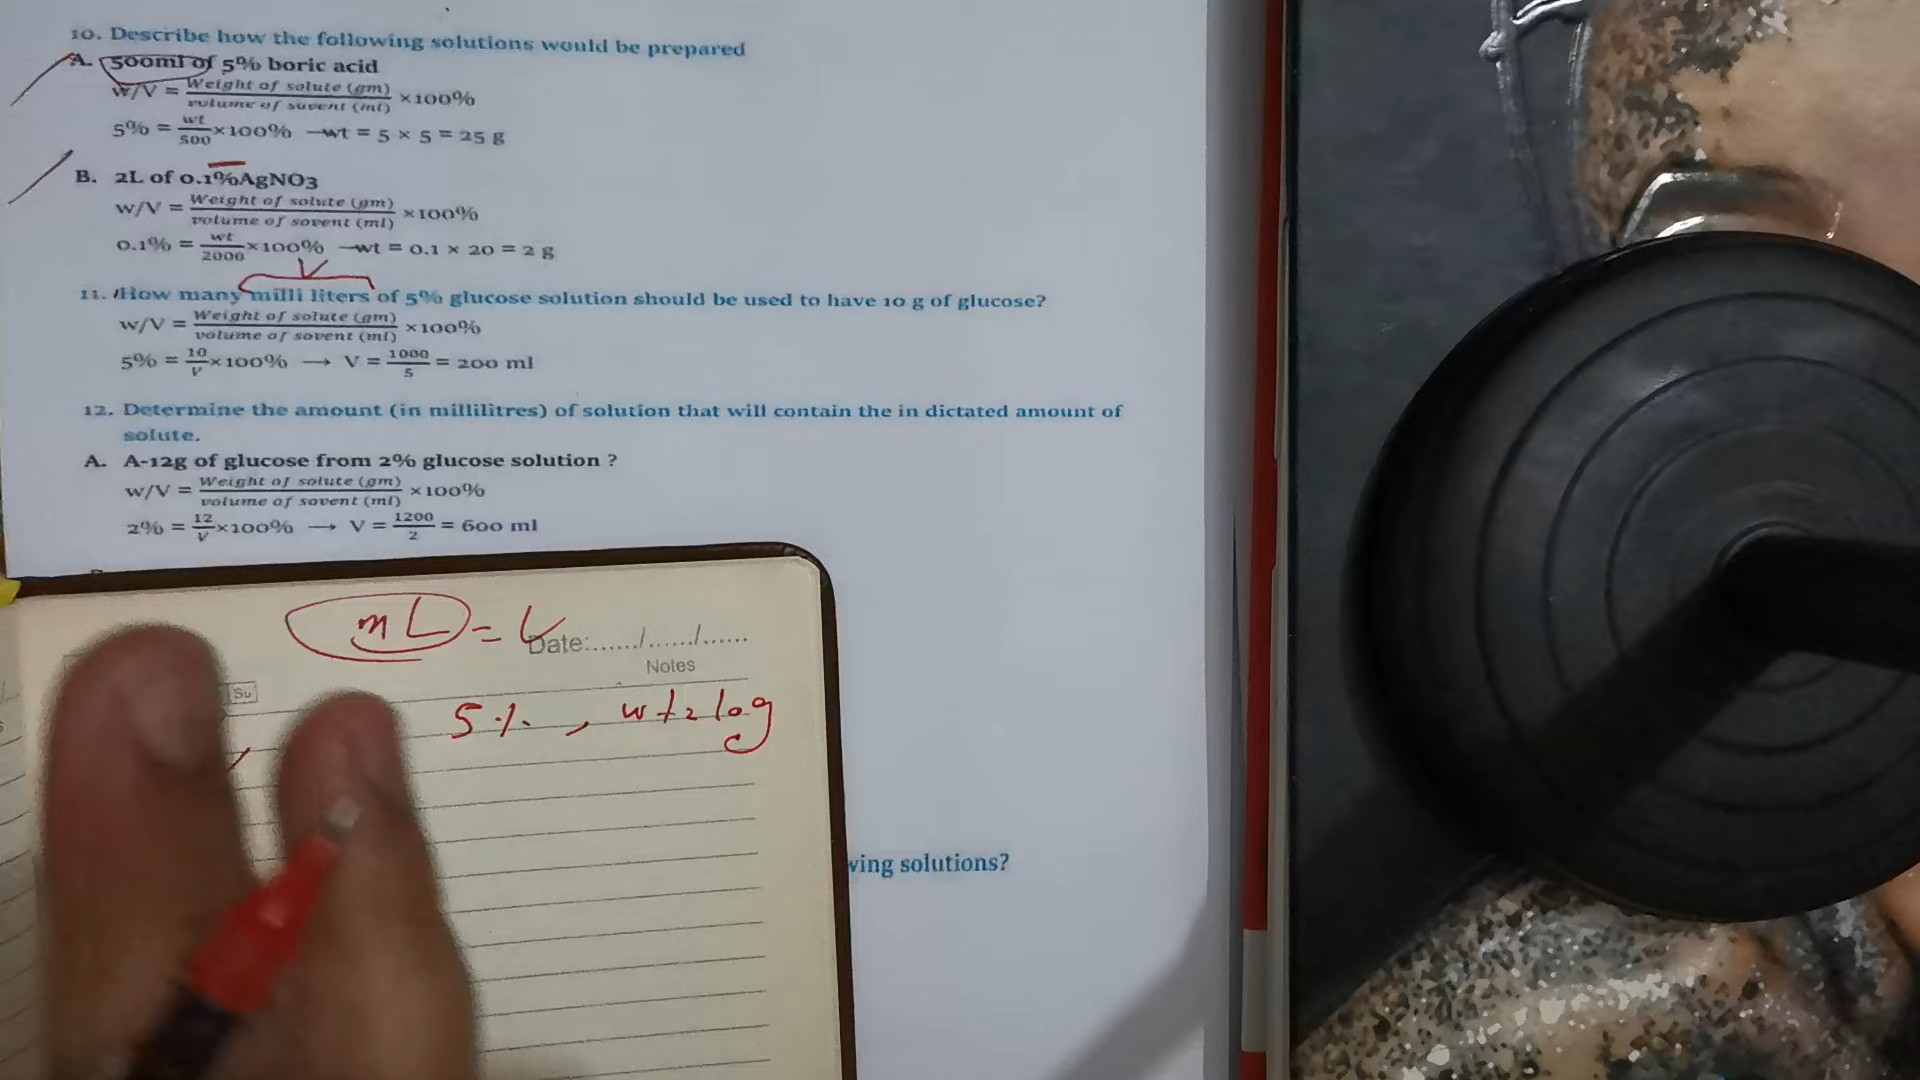 10. Describe how the following solutions would be prepared
A. 500ml of 5% boric acid
w/V = Weight of solute (gm) / volume of suvent (ml) ×100%
5% = wt / 500 ×100% —wt = 5 × 5 = 25 g
B. 2L of 0.1%AgNO3
w/V = Weight of solute (gm) / volume of sovent (ml) ×100%
0.1% = wt / 2000 ×100% —wt = 0.1 × 20 = 2 g
V
11. How many milli liters of 5% glucose solution should be used to have 10 g of glucose?
w/V = Weight of solute (gm) / volume of sovent (ml) ×100%
5% = 10 / V ×100% → V = 1000 / 5 = 200 ml
12. Determine the amount (in millilitres) of solution that will contain the in dictated amount of
solute.
A. A-12g of glucose from 2% glucose solution ?
w/V = Weight of solute (gm) / volume of sovent (ml) ×100%
2% = 12 / V ×100% → V = 1200 / 2 = 600 ml
mL =
Date:....../....../......
Notes
Su
5 % , wt = 10g
wing solutions?